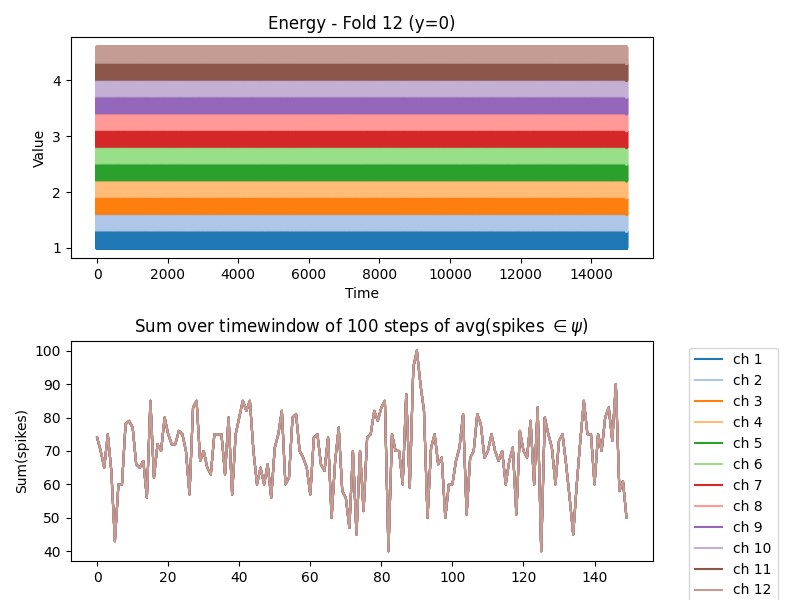 Energy - Fold 12 (y=0)
Value
4
3
2
1
0 2000 4000 6000 8000 10000 12000 14000
Time
Sum over timewindow of 100 steps of avg(spikes ∈ ψ)
Sum(spikes)
100
90
80
70
60
50
40
0 20 40 60 80 100 120 140
ch 1
ch 2
ch 3
ch 4
ch 5
ch 6
ch 7
ch 8
ch 9
ch 10
ch 11
ch 12